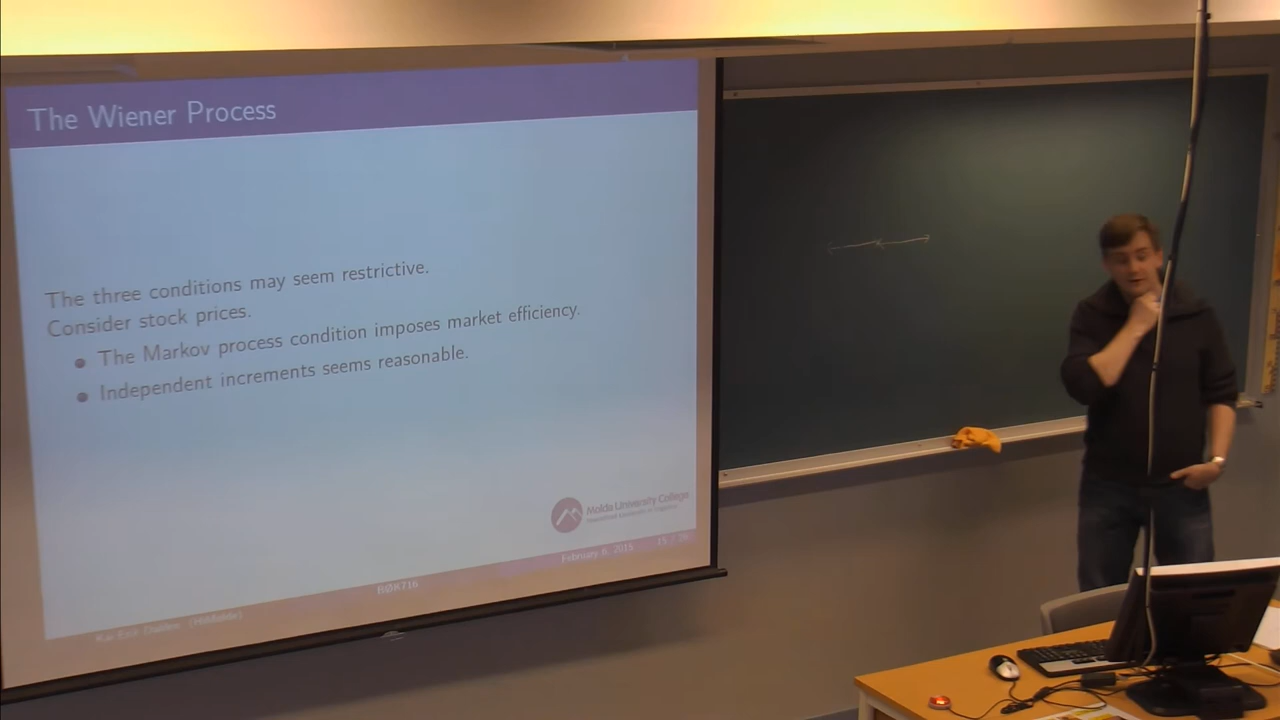 The Wiener Process
The three conditions may seem restrictive.
Consider stock prices.
The Markov process condition imposes market efficiency.
Independent increments seems reasonable.
Molde University College
BØK716
February 6, 2015